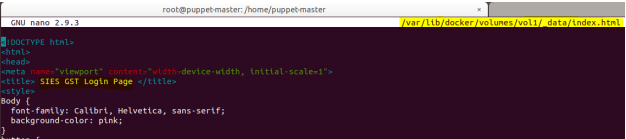 root@puppet-master: /home/puppet-master ×
GNU nano 2.9.3 /var/lib/docker/volumes/vol1/_data/index.html
<!DOCTYPE html>
<html>
<head>
<meta name="viewport" content="width=device-width, initial-scale=1">
<title> SIES GST Login Page </title>
<style>
Body {
font-family: Calibri, Helvetica, sans-serif;
background-color: pink;
}
button {